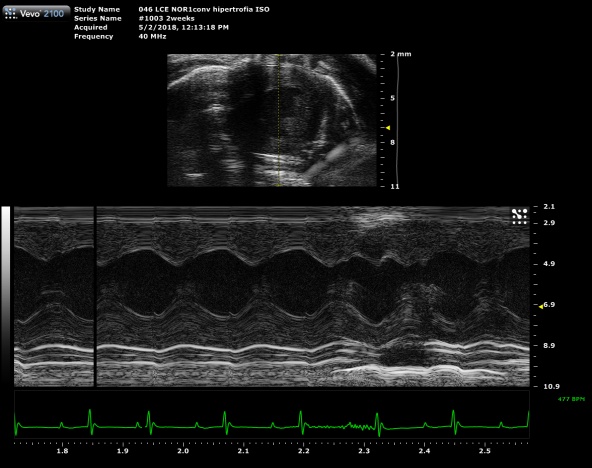 Vevo 2100
Study Name 046 LCE NOR1conv hipertrofia ISO
Series Name #1003 2weeks
Acquired 5/2/2018, 12:13:18 PM
Frequency 40 MHz
2 mm
5
8
11
2.1
2.9
4.9
6.9
8.9
10.9
477 BPM
1.8 1.9 2.0 2.1 2.2 2.3 2.4 2.5